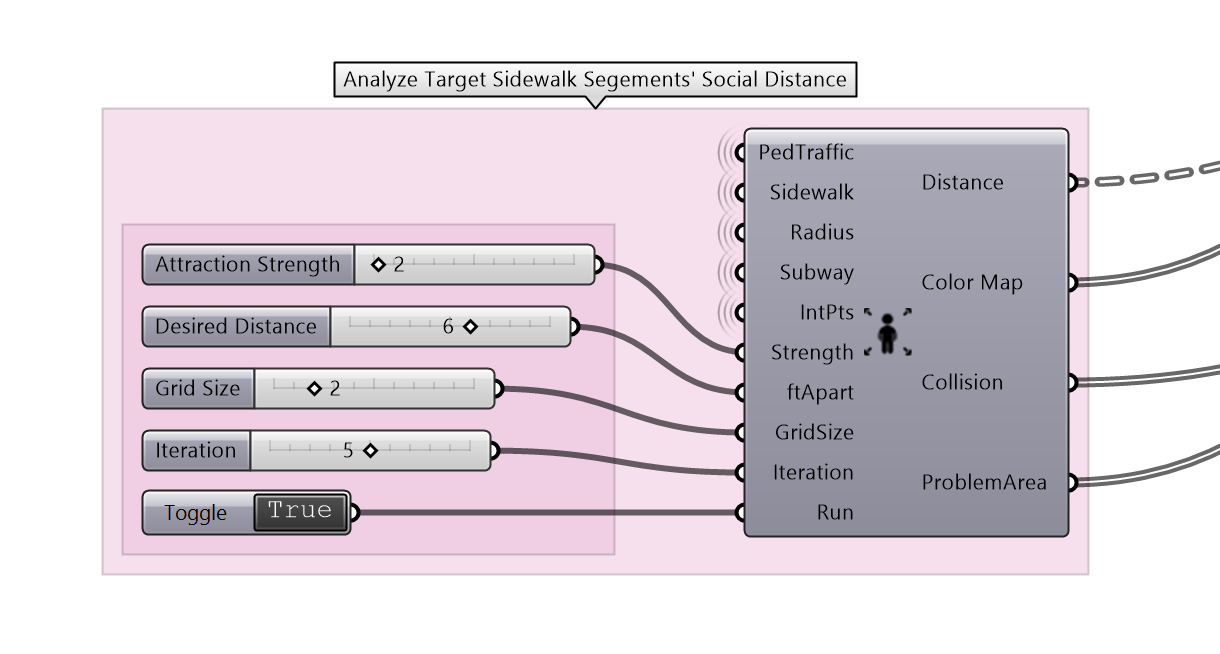 Analyze Target Sidewalk Segements' Social Distance
Attraction Strength 2
Desired Distance 6
Grid Size 2
Iteration 5
Toggle True
PedTraffic
Sidewalk
Radius
Subway
IntPts
Strength
ftApart
GridSize
Iteration
Run
Distance
Color Map
Collision
ProblemArea